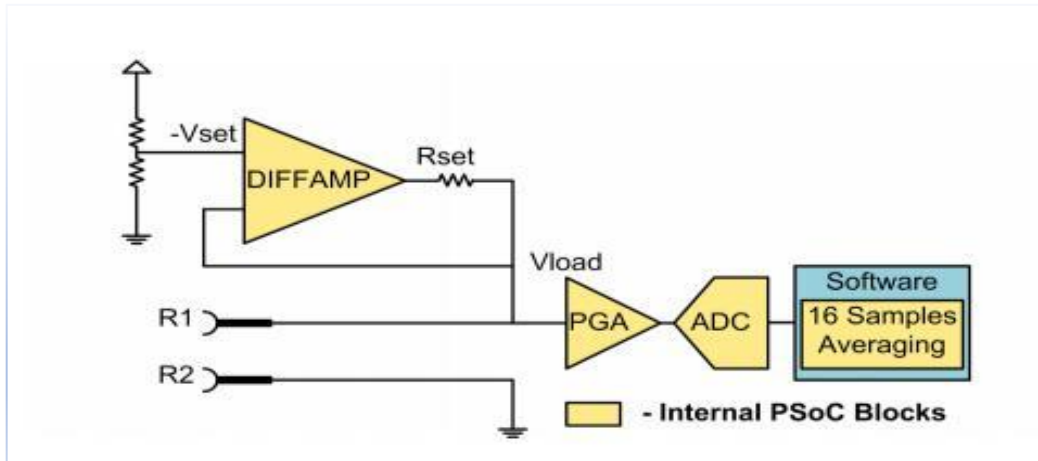 -Vset
DIFFAMP
Rset
Vload
R1
PGA
ADC
Software
16 Samples
Averaging
R2
- Internal PSoC Blocks